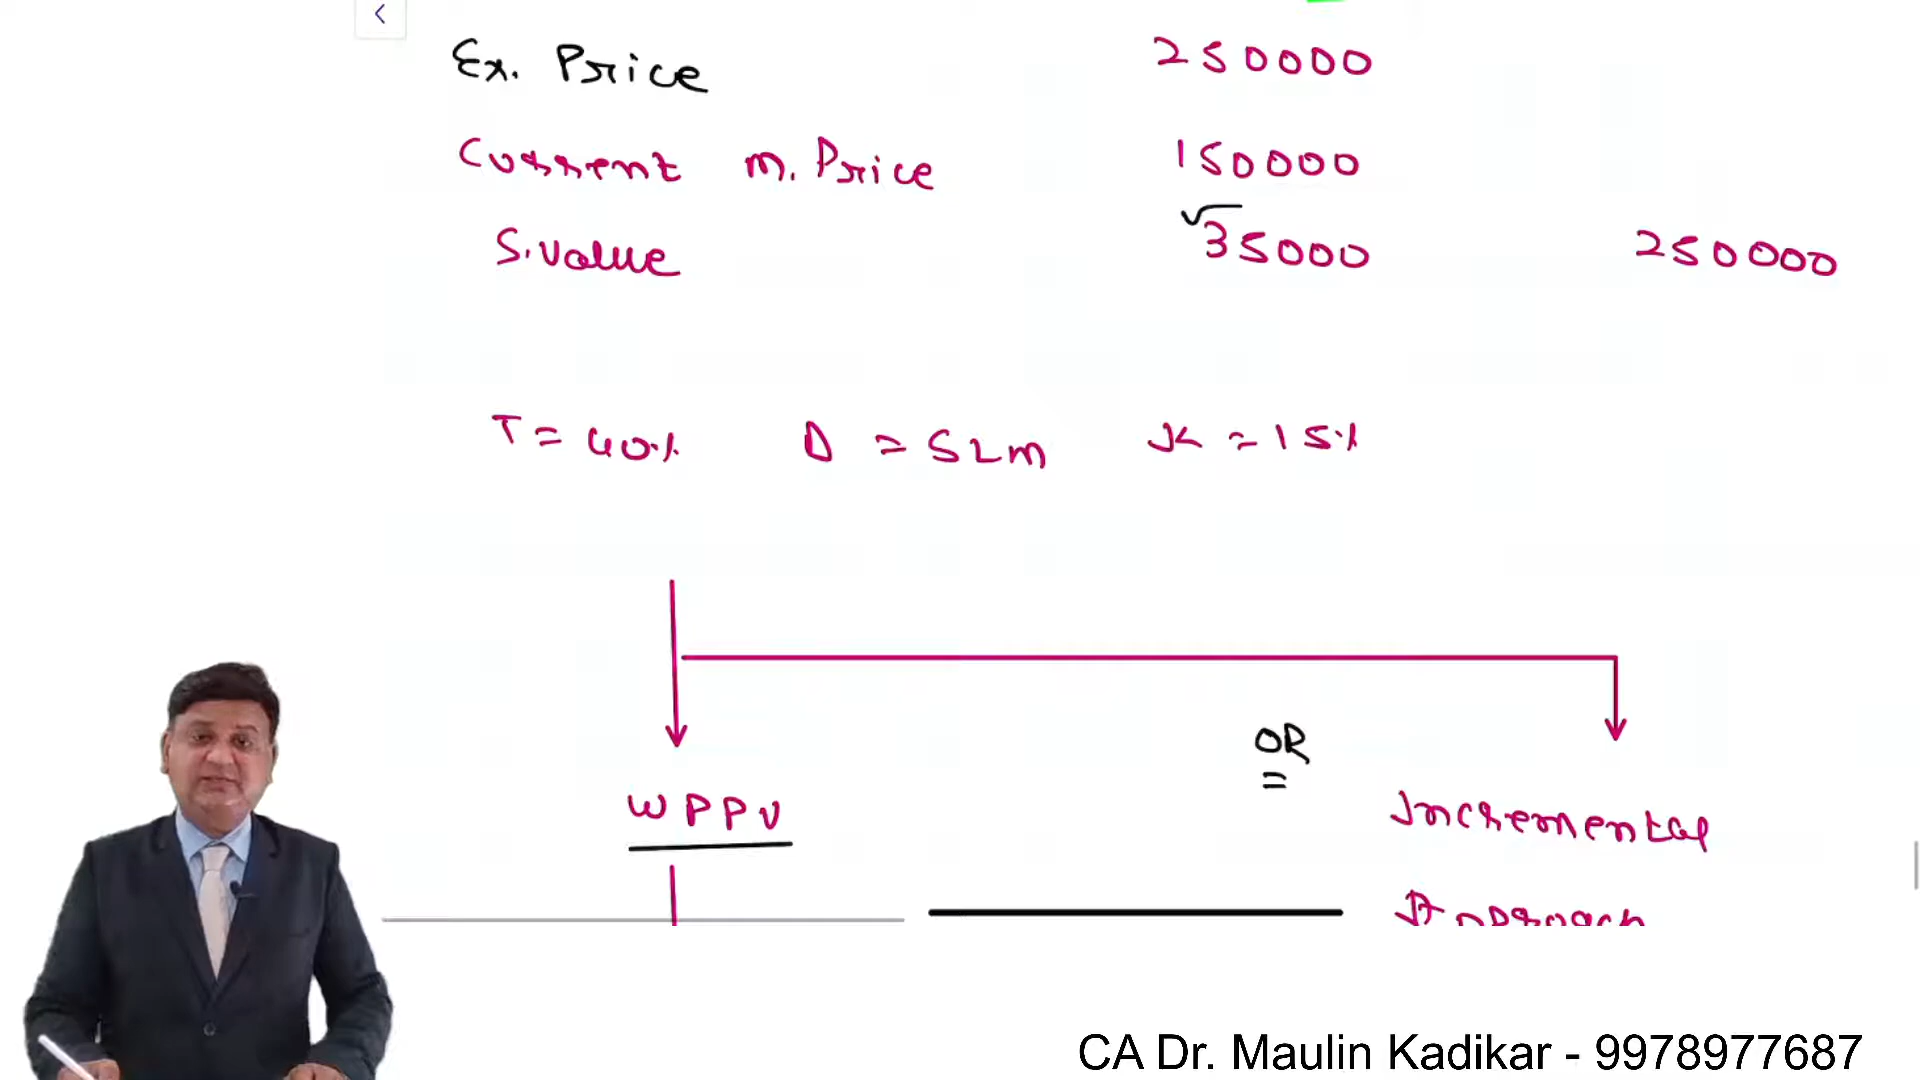 Ex. Price 250000
Current m. Price 150000
S.value 35000 250000
T = 40% D = SLM K = 15%
OR
WPPV
Incremental
Approach
CA Dr. Maulin Kadikar - 9978977687